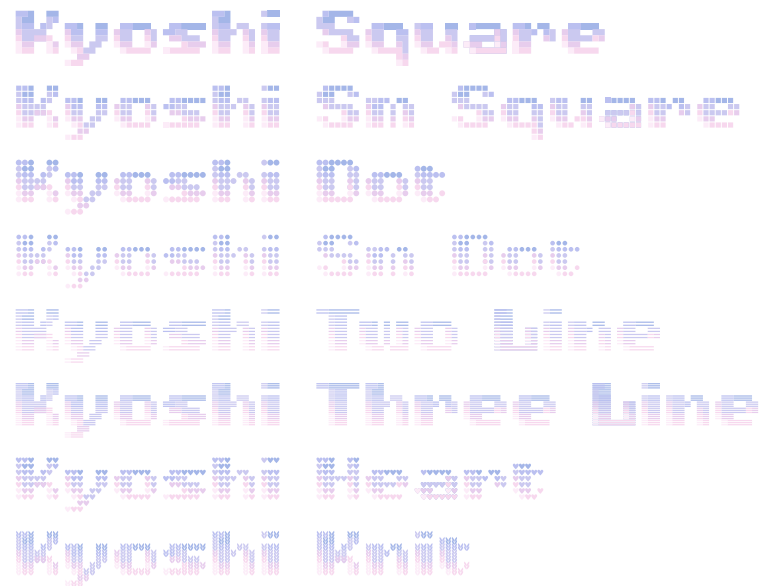 Kyoshi Square
Kyoshi Sm Square
Kyoshi Dot
Kyoshi Sm Dot
Kyoshi Two Line
Kyoshi Three Line
Kyoshi Heart
Kyoshi Knit